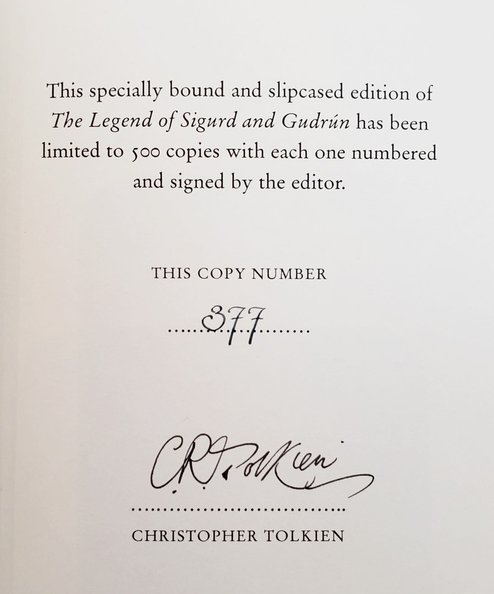 This specially bound and slipcased edition of
The Legend of Sigurd and Gudrún has been
limited to 500 copies with each one numbered
and signed by the editor.
THIS COPY NUMBER
377
C.R. Tolkien
CHRISTOPHER TOLKIEN